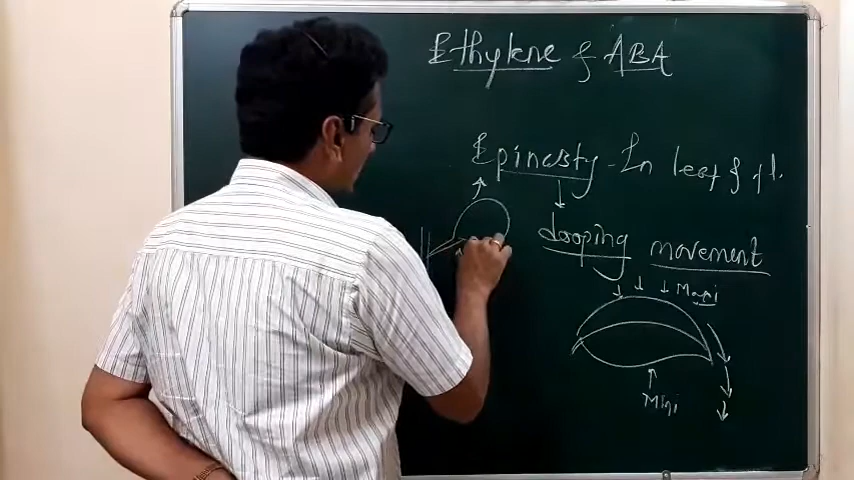 Ethylene & ABA
Epinasty - In leaf & fl.
drooping movement
Maxi
Mini